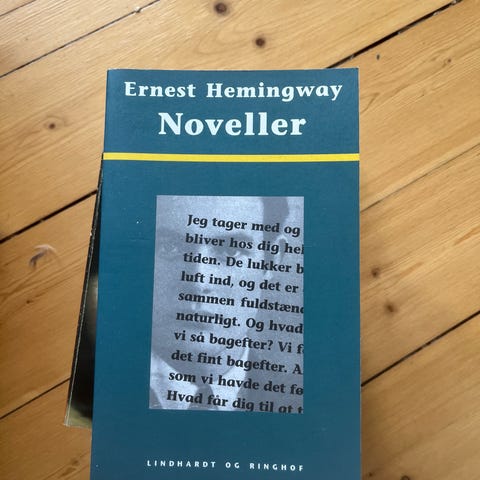 Ernest Hemingway
Noveller
Jeg tager med og
bliver hos dig he
tiden. De lukker
luft ind, og det er
sammen fuldstæn
naturligt. Og hvad
vi så bagefter? Vi
det fint bagefter. A
som vi havde det fø
Hvad får dig til at
LINDHARDT OG RINGHOF